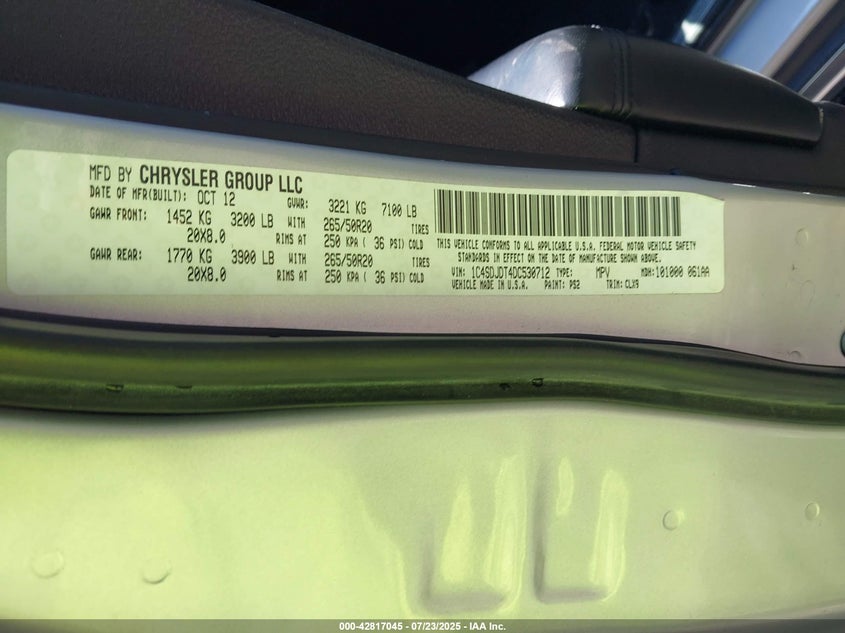 MFD BY CHRYSLER GROUP LLC
DATE OF MFR(BUILT): OCT 12 GVWR: 3221 KG 7100 LB
GAWR FRONT: 1452 KG 3200 LB WITH 265/50R20 TIRES
20X8.0 RIMS AT 250 KPA ( 36 PSI) COLD
GAWR REAR: 1770 KG 3900 LB WITH 265/50R20 TIRES
20X8.0 RIMS AT 250 KPA ( 36 PSI) COLD
THIS VEHICLE CONFORMS TO ALL APPLICABLE U.S.A. FEDERAL MOTOR VEHICLE SAFETY
STANDARDS IN EFFECT ON THE DATE OF MANUFACTURE SHOWN ABOVE.
VIN: 1C4SDJDT4DC530712 TYPE: MPV MDH: 101000 061AA
VEHICLE MADE IN U.S.A. PAINT: PS2 TRIM: CLX9
000-42817045 - 07/23/2025 - IAA Inc.